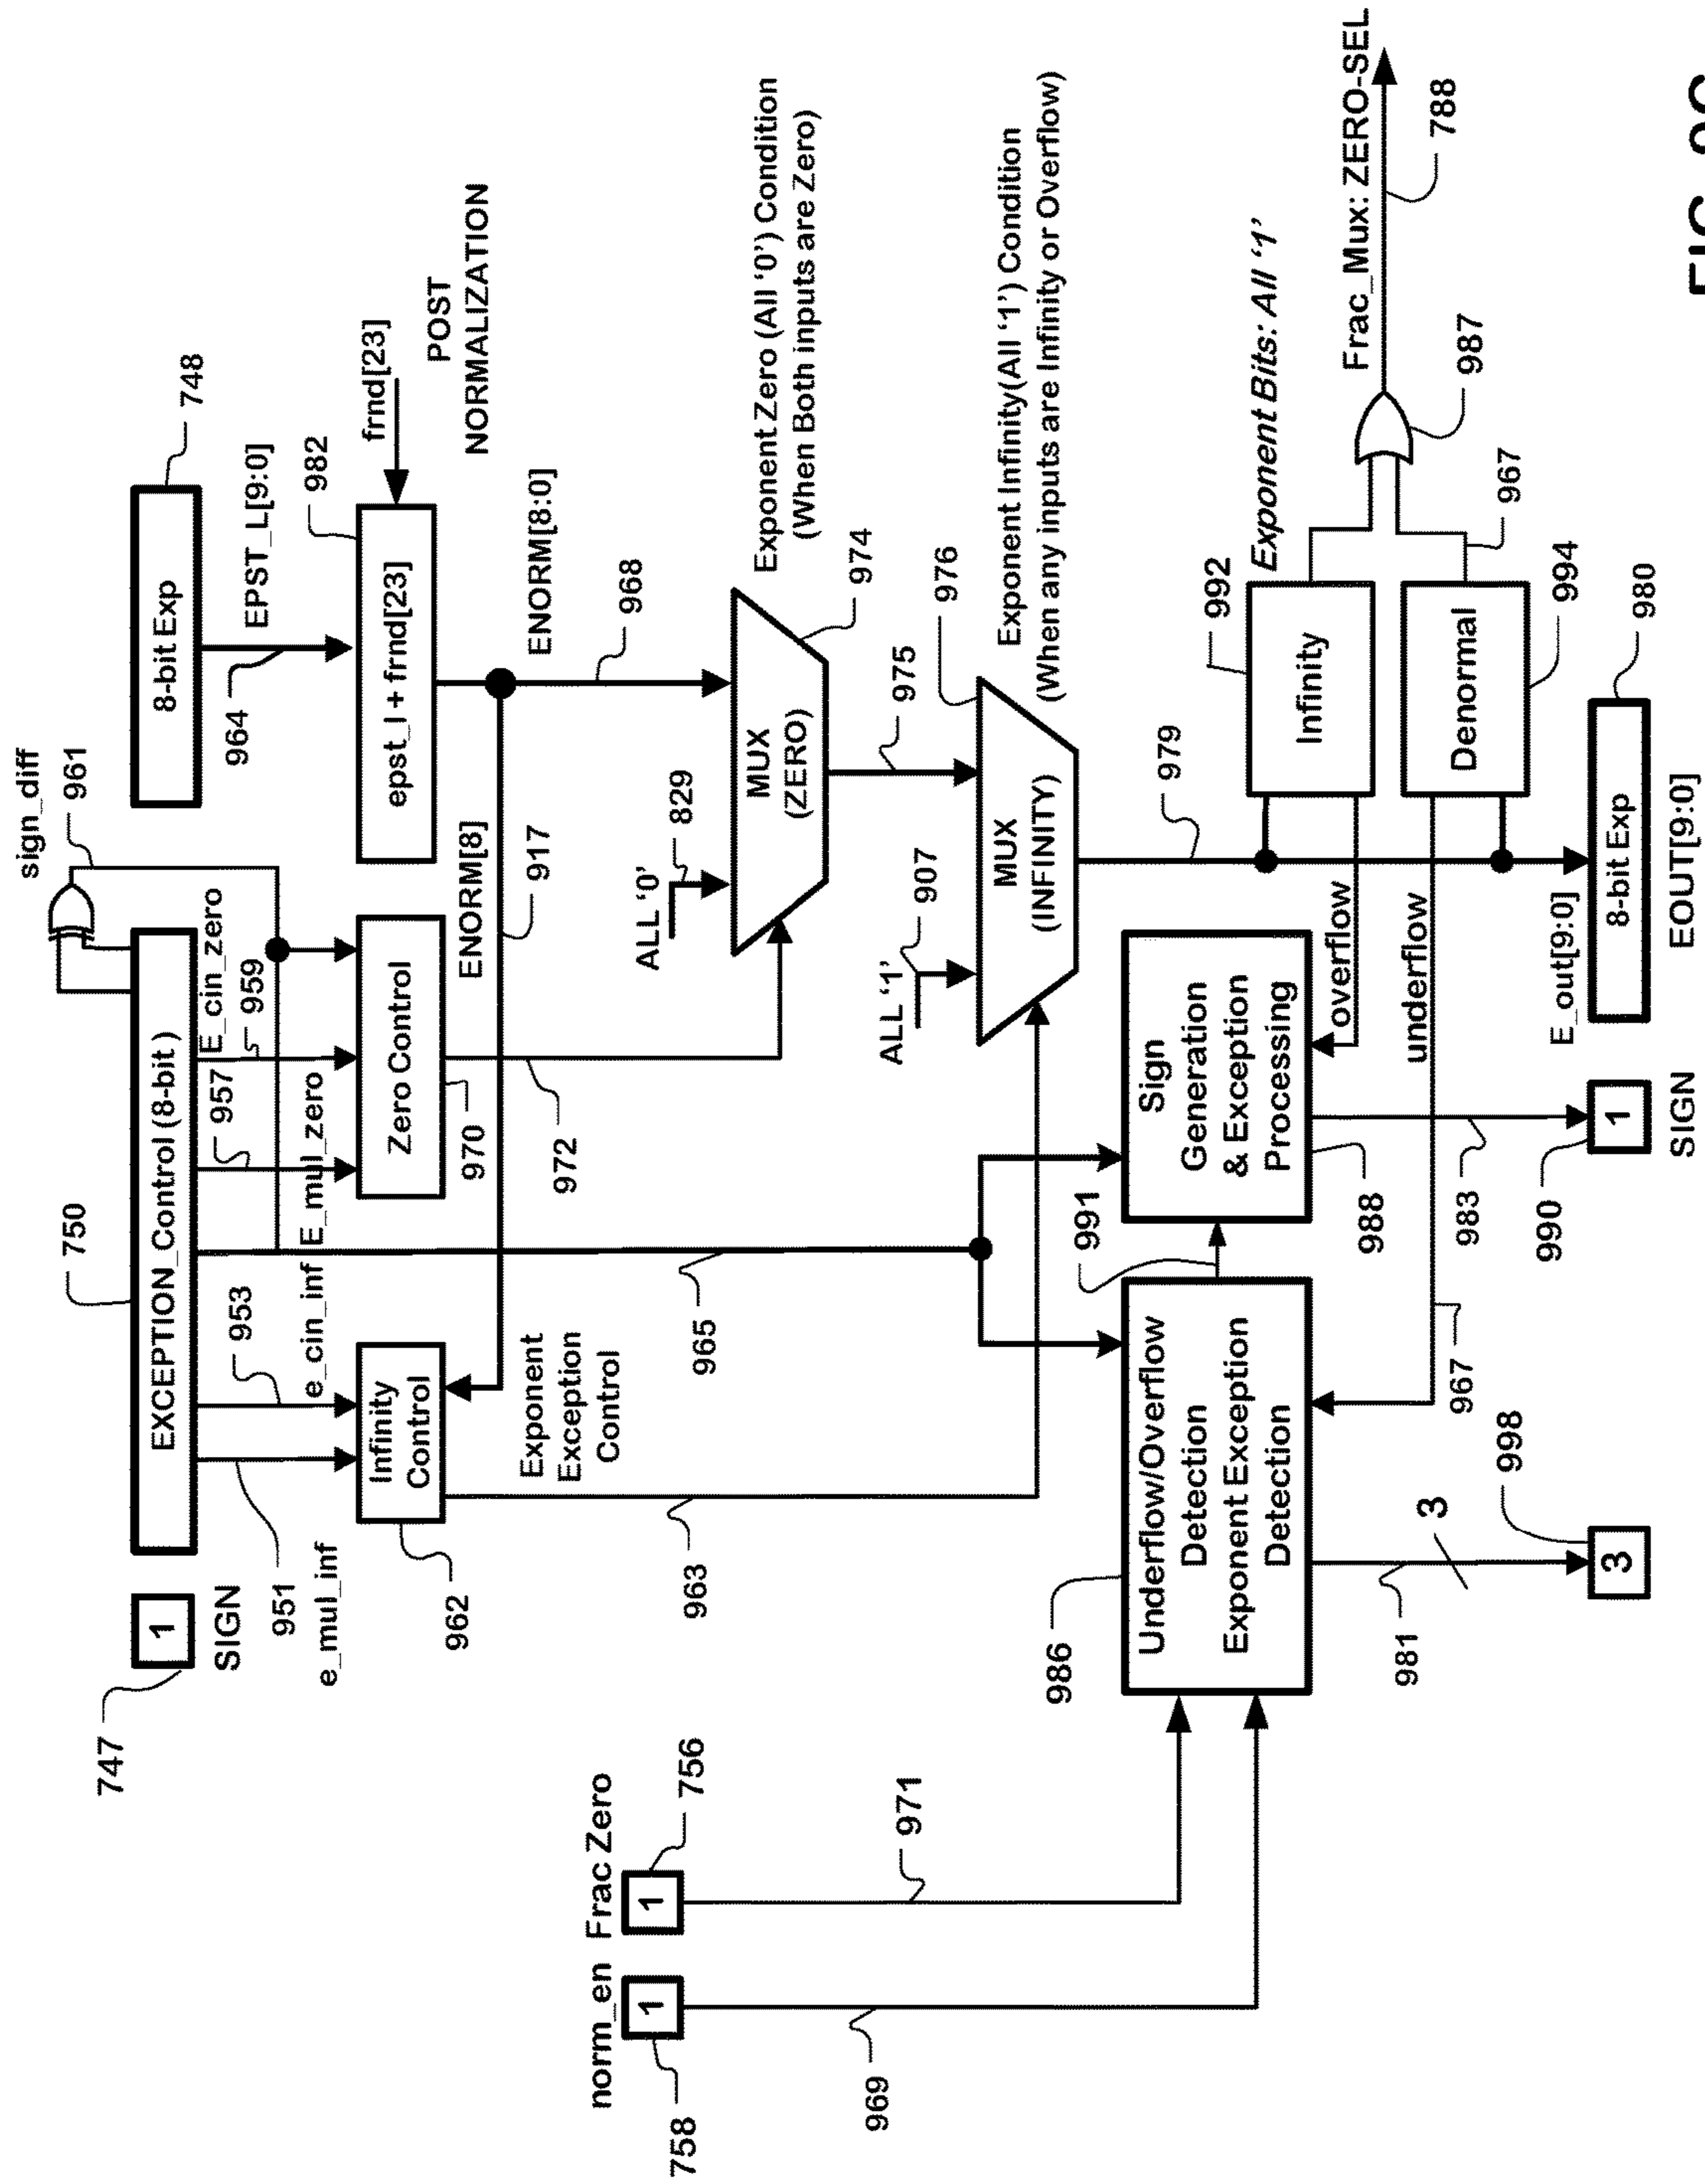 sign_diff
961
748
750
8-bit Exp
EPST_L[9:0]
964
982
frnd[23]
epst_l + frnd[23]
POST
NORMALIZATION
747
1
SIGN
EXCEPTION_Control (8-bit)
951
e_mul_inf
953
e_cin_inf
957
E_mul_zero
959
E_cin_zero
Infinity
Control
962
Zero Control
970
972
ENORM[8]
917
ENORM[8:0]
968
Exponent
Exception
Control
963
965
ALL ‘0’
829
MUX
(ZERO)
974
Exponent Zero (All ‘0’) Condition
(When Both inputs are Zero)
975
976
ALL ‘1’
907
MUX
(INFINITY)
Exponent Infinity(All ‘1’) Condition
(When any inputs are Infinity or Overflow)
norm_en
Frac Zero
1
1
756
758
971
969
986
Underflow/Overflow
Detection
Exponent Exception
Detection
991
Sign
Generation
& Exception
Processing
988
979
992
Infinity
Exponent Bits: All ‘1’
overflow
underflow
Denormal
994
967
967
987
Frac_Mux: ZERO-SEL
788
981
3
998
3
983
990
1
SIGN
E_out[9:0]
8-bit Exp
980
EOUT[9:0]